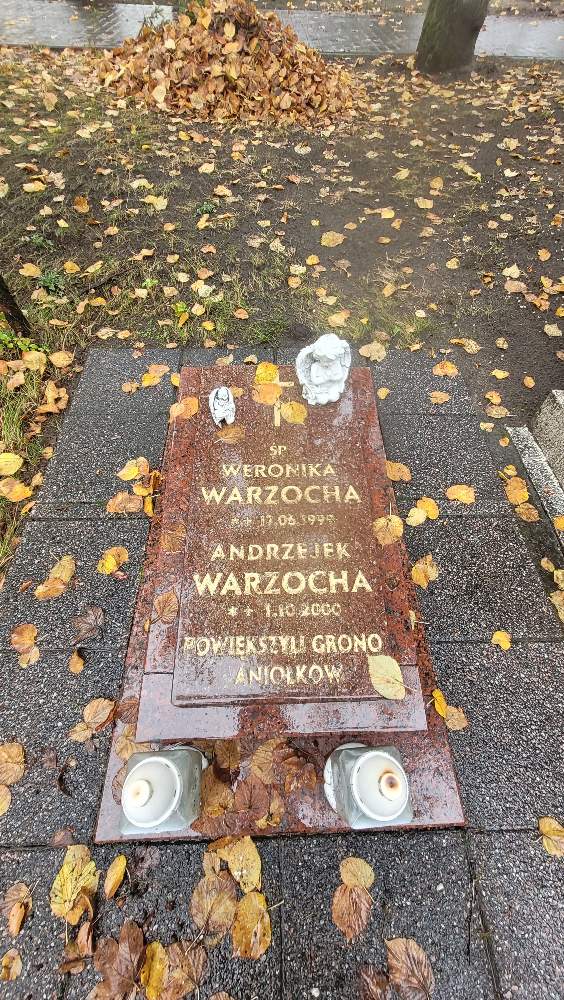 ŚP
WERONIKA
WARZOCHA
*+ 17.06.1999
ANDRZEJEK
WARZOCHA
*+ 1.10.2000
POWIĘKSZYLI GRONO
ANIOŁKÓW